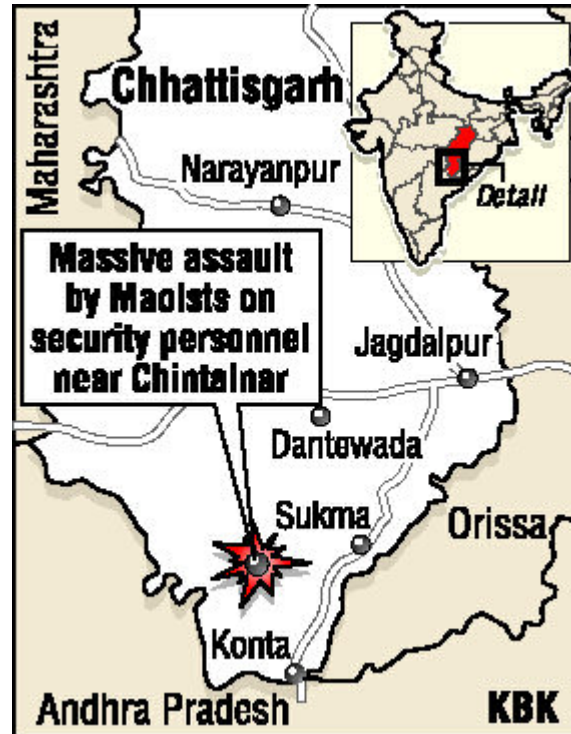 Maharashtra
Chhattisgarh
Narayanpur
Detail
Massive assault
by Maoists on
security personnel
near Chintalnar
Jagdalpur
Dantewada
Sukma
Orissa
Konta
Andhra Pradesh
KBK